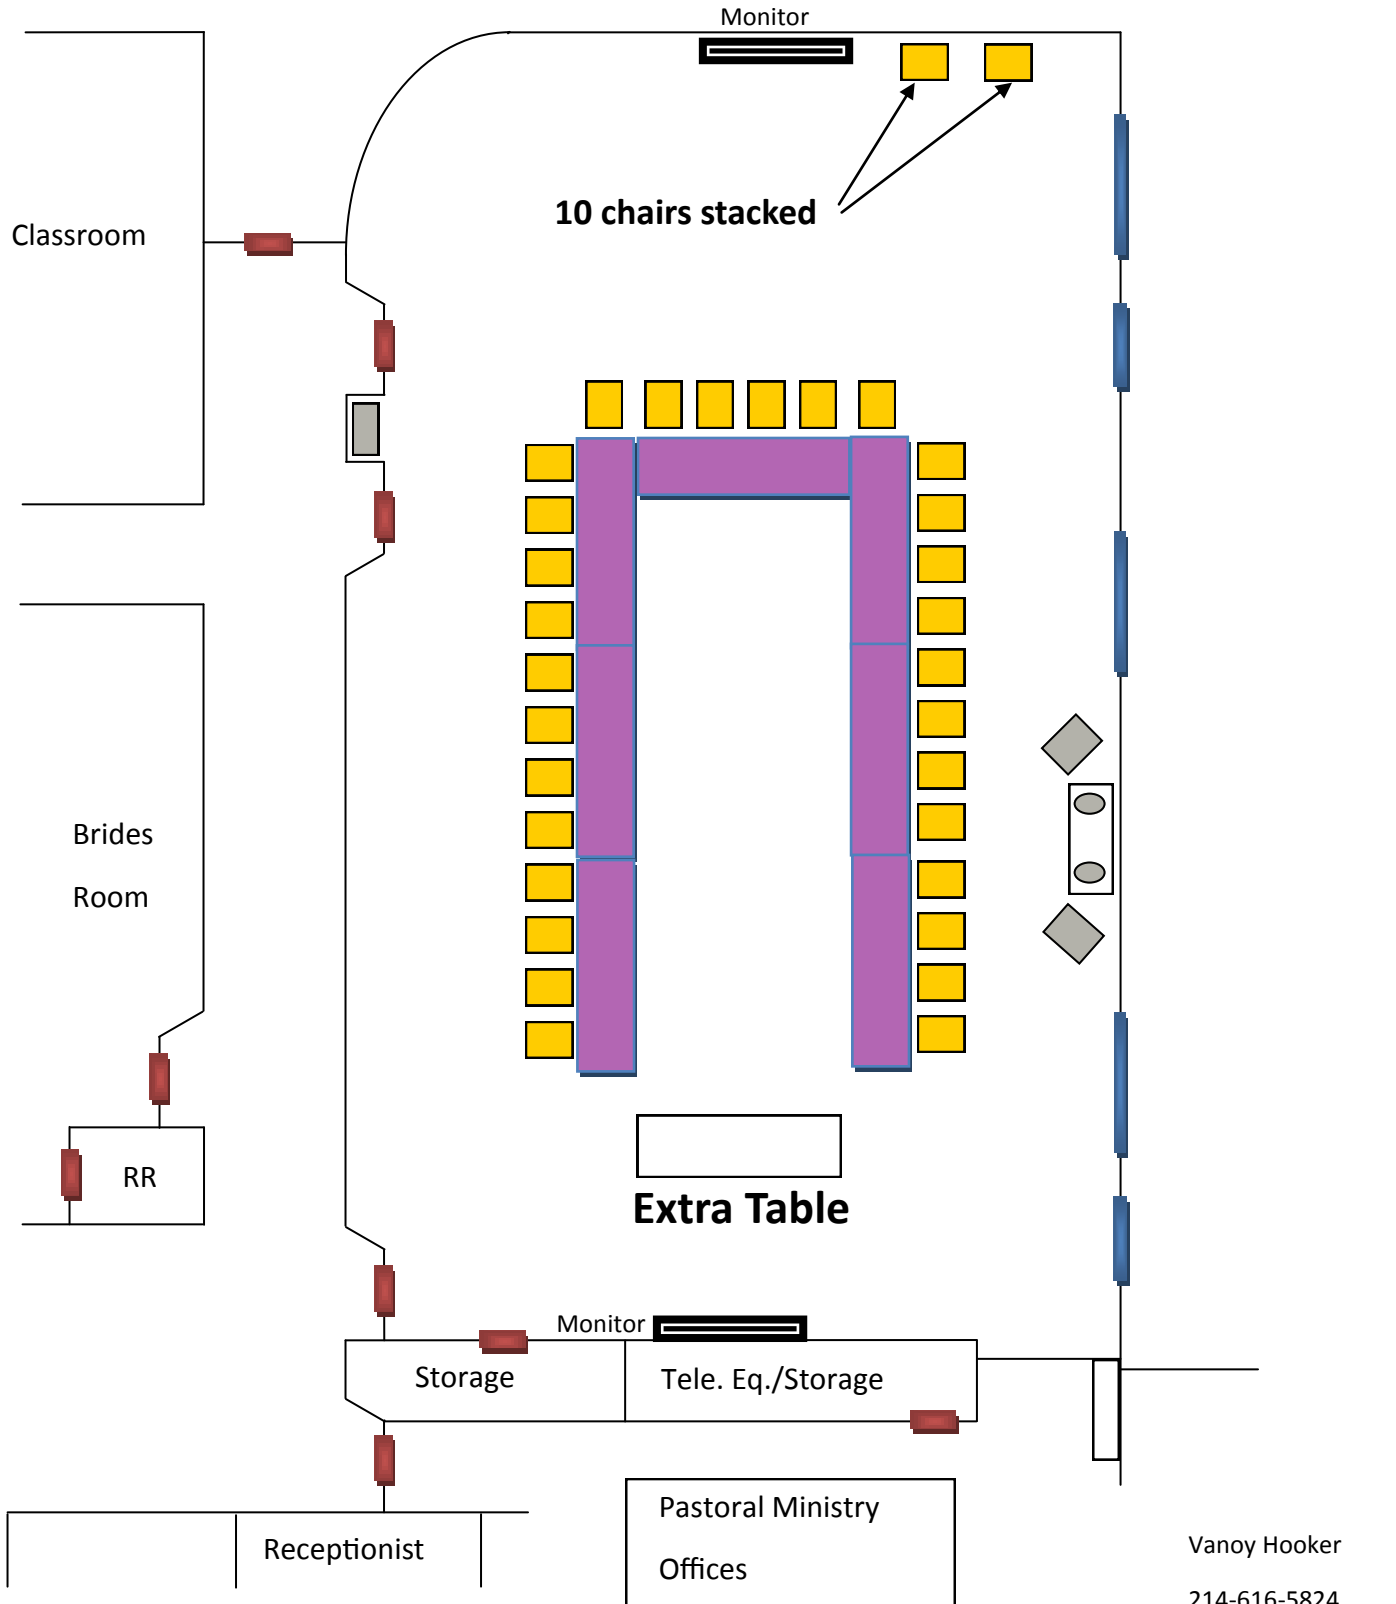 Monitor
10 chairs stacked
Classroom
Brides
Room
RR
Extra Table
Monitor
Storage
Tele. Eq./Storage
Pastoral Ministry
Offices
Receptionist
Vanoy Hooker
214-616-5824